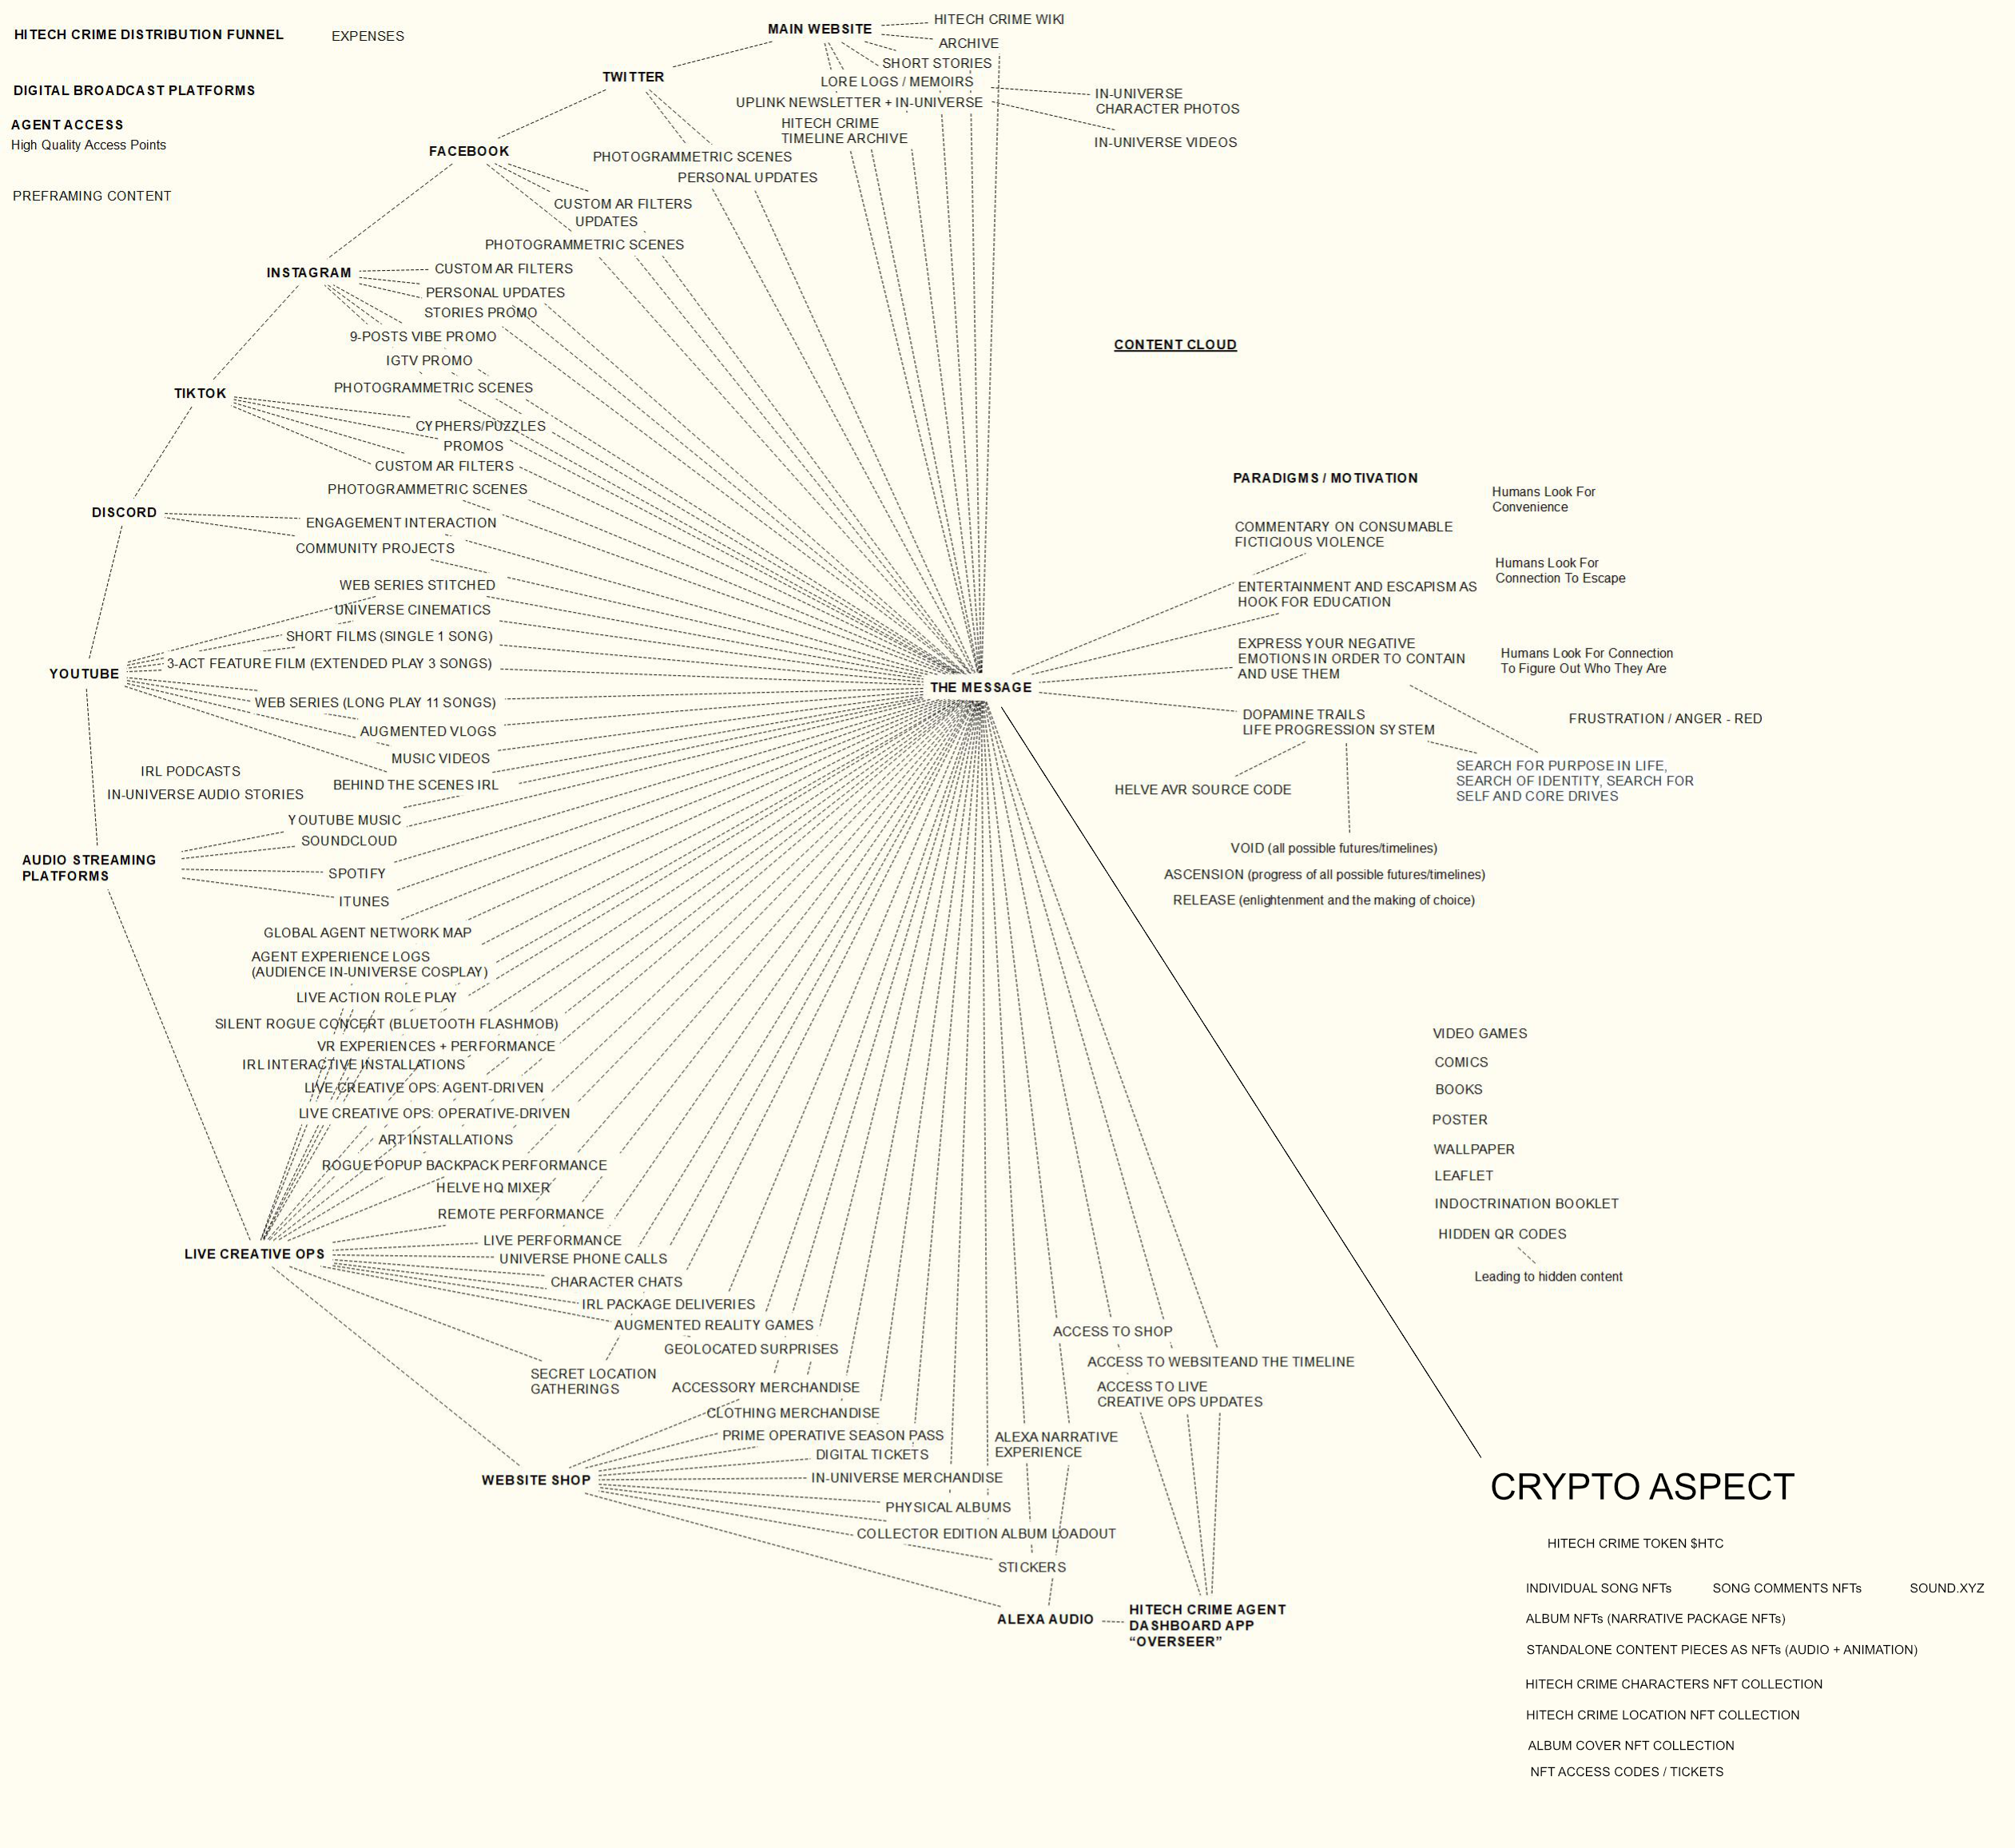 HITECH CRIME DISTRIBUTION FUNNEL
EXPENSES
DIGITAL BROADCAST PLATFORMS
AGENT ACCESS
High Quality Access Points
PREFRAMING CONTENT
MAIN WEBSITE
HITECH CRIME WIKI
ARCHIVE
SHORT STORIES
LORE LOGS / MEMOIRS
UPLINK NEWSLETTER + IN-UNIVERSE
IN-UNIVERSE
CHARACTER PHOTOS
IN-UNIVERSE VIDEOS
HITECH CRIME
TIMELINE ARCHIVE
TWITTER
PHOTOGRAMMETRIC SCENES
PERSONAL UPDATES
FACEBOOK
CUSTOM AR FILTERS
UPDATES
PHOTOGRAMMETRIC SCENES
INSTAGRAM
CUSTOM AR FILTERS
PERSONAL UPDATES
STORIES PROMO
9-POSTS VIBE PROMO
IGTV PROMO
PHOTOGRAMMETRIC SCENES
TIKTOK
CYPHERS/PUZZLES
PROMOS
CUSTOM AR FILTERS
PHOTOGRAMMETRIC SCENES
DISCORD
ENGAGEMENT INTERACTION
COMMUNITY PROJECTS
YOUTUBE
WEB SERIES STITCHED
UNIVERSE CINEMATICS
SHORT FILMS (SINGLE 1 SONG)
3-ACT FEATURE FILM (EXTENDED PLAY 3 SONGS)
WEB SERIES (LONG PLAY 11 SONGS)
AUGMENTED VLOGS
MUSIC VIDEOS
BEHIND THE SCENES IRL
IRL PODCASTS
IN-UNIVERSE AUDIO STORIES
AUDIO STREAMING
PLATFORMS
YOUTUBE MUSIC
SOUNDCLOUD
SPOTIFY
ITUNES
GLOBAL AGENT NETWORK MAP
AGENT EXPERIENCE LOGS
(AUDIENCE IN-UNIVERSE COSPLAY)
LIVE ACTION ROLE PLAY
SILENT ROGUE CONCERT (BLUETOOTH FLASHMOB)
VR EXPERIENCES + PERFORMANCE
IRL INTERACTIVE INSTALLATIONS
LIVE CREATIVE OPS: AGENT-DRIVEN
LIVE CREATIVE OPS: OPERATIVE-DRIVEN
ART INSTALLATIONS
ROGUE POPUP BACKPACK PERFORMANCE
HELVE HQ MIXER
REMOTE PERFORMANCE
LIVE PERFORMANCE
UNIVERSE PHONE CALLS
LIVE CREATIVE OPS
CHARACTER CHATS
IRL PACKAGE DELIVERIES
AUGMENTED REALITY GAMES
GEOLOCATED SURPRISES
SECRET LOCATION
GATHERINGS
ACCESSORY MERCHANDISE
CLOTHING MERCHANDISE
PRIME OPERATIVE SEASON PASS
DIGITAL TICKETS
IN-UNIVERSE MERCHANDISE
WEBSITE SHOP
PHYSICAL ALBUMS
COLLECTOR EDITION ALBUM LOADOUT
STICKERS
ALEXA NARRATIVE
EXPERIENCE
ALEXA AUDIO
ACCESS TO SHOP
ACCESS TO WEBSITEAND THE TIMELINE
ACCESS TO LIVE
CREATIVE OPS UPDATES
HITECH CRIME AGENT
DASHBOARD APP
“OVERSEER”
THE MESSAGE
CONTENT CLOUD
PARADIGMS / MOTIVATION
COMMENTARY ON CONSUMABLE
FICTICIOUS VIOLENCE
ENTERTAINMENT AND ESCAPISM AS
HOOK FOR EDUCATION
EXPRESS YOUR NEGATIVE
EMOTIONS IN ORDER TO CONTAIN
AND USE THEM
DOPAMINE TRAILS
LIFE PROGRESSION SYSTEM
Humans Look For
Convenience
Humans Look For
Connection To Escape
Humans Look For Connection
To Figure Out Who They Are
FRUSTRATION / ANGER - RED
SEARCH FOR PURPOSE IN LIFE,
SEARCH OF IDENTITY, SEARCH FOR
SELF AND CORE DRIVES
HELVE AVR SOURCE CODE
VOID (all possible futures/timelines)
ASCENSION (progress of all possible futures/timelines)
RELEASE (enlightenment and the making of choice)
VIDEO GAMES
COMICS
BOOKS
POSTER
WALLPAPER
LEAFLET
INDOCTRINATION BOOKLET
HIDDEN QR CODES
Leading to hidden content
CRYPTO ASPECT
HITECH CRIME TOKEN $HTC
INDIVIDUAL SONG NFTs
SONG COMMENTS NFTs
SOUND.XYZ
ALBUM NFTs (NARRATIVE PACKAGE NFTs)
STANDALONE CONTENT PIECES AS NFTs (AUDIO + ANIMATION)
HITECH CRIME CHARACTERS NFT COLLECTION
HITECH CRIME LOCATION NFT COLLECTION
ALBUM COVER NFT COLLECTION
NFT ACCESS CODES / TICKETS